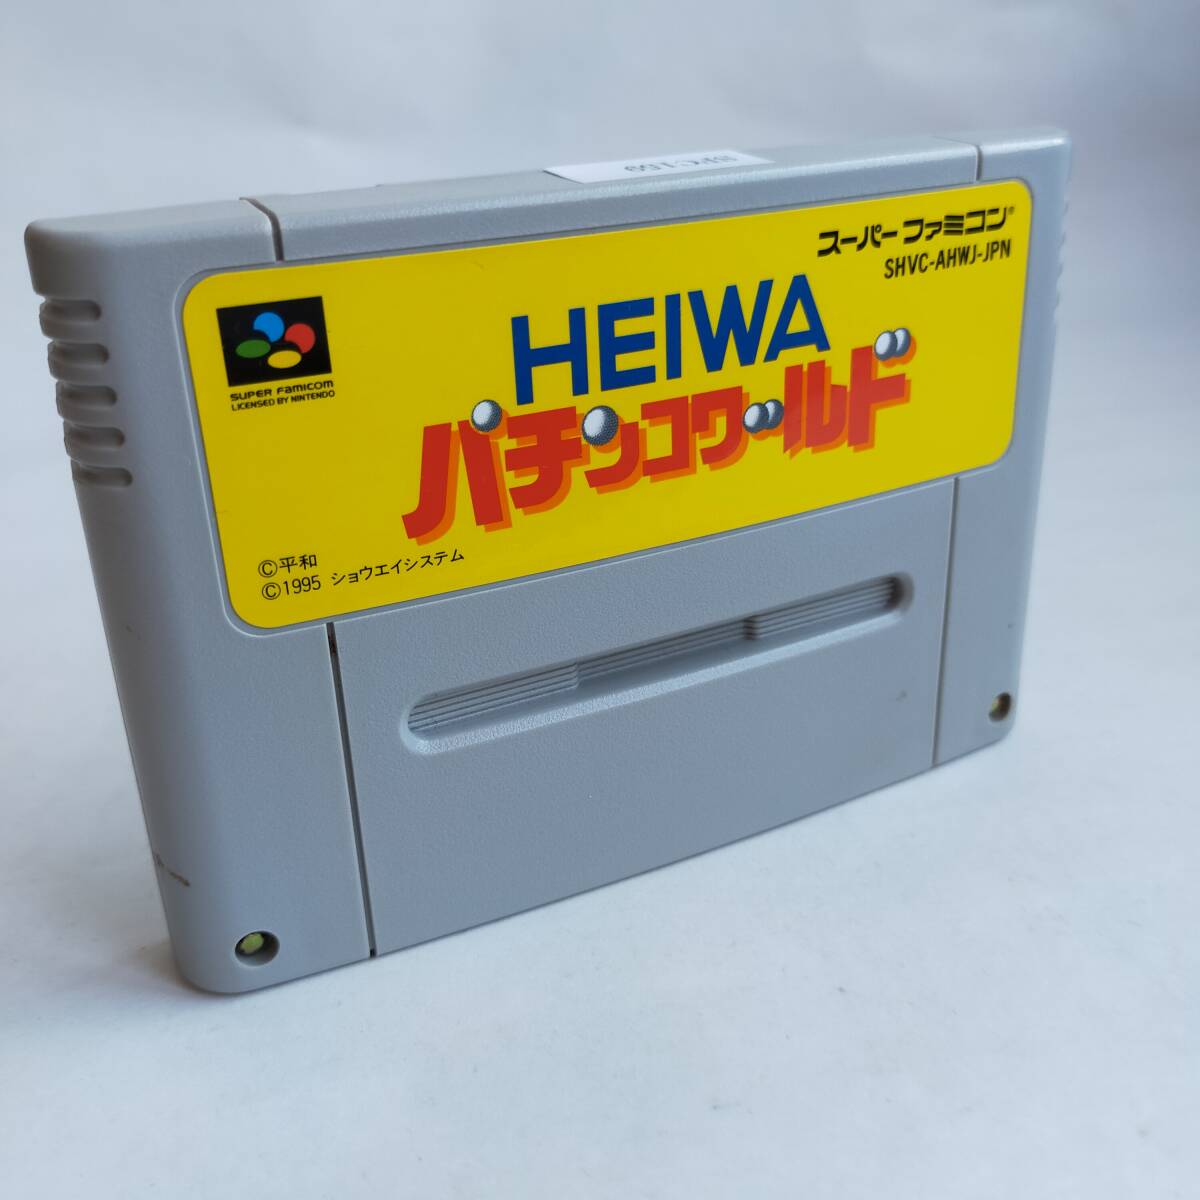 スーパーファミコン®
SHVC-AHWJ-JPN
SUPER FAMICOM
LICENSED BY NINTENDO
HEIWA
パチンコワールド
©平和
©1995 ショウエイシステム